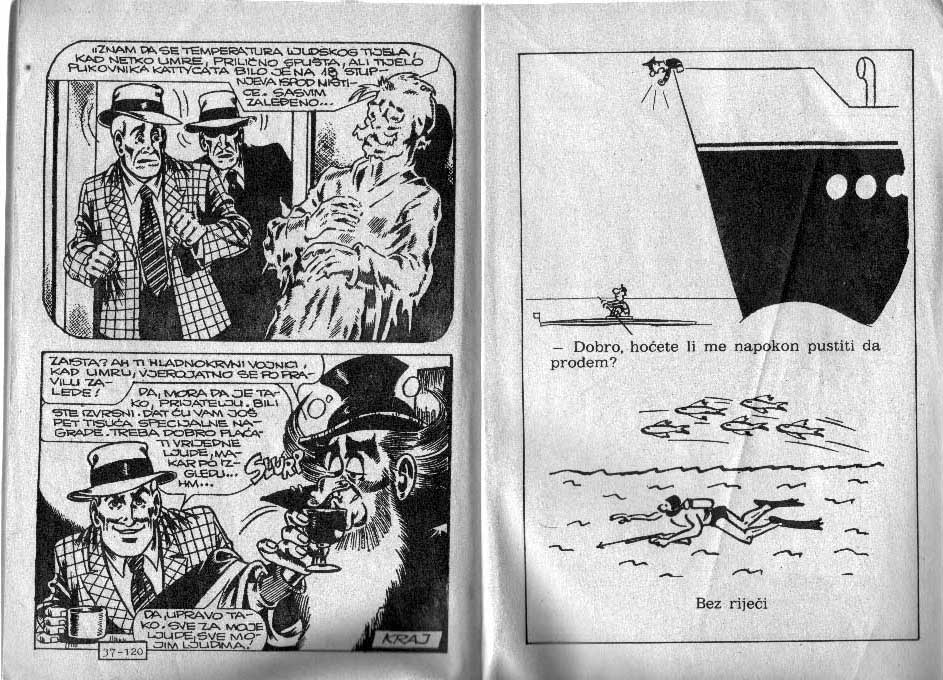 "ZNAM DA SE TEMPERATURA LJUDSKOG TIJELA,
KAD NETKO UMRE, PRILIČNO SPUŠTA, ALI TIJELO
PUKOVNIKA KATTYCATA BILO JE NA 18 STUP-
NJEVA ISPOD NIŠTI-
CE. SASVIM
ZALEĐENO...
ZAISTA? AH TI HLADNOKRVNI VOJNICI,
KAD UMRU, VJEROJATNO SE PO PRA-
VILU ZA-
LEDE!
DA, MORA DA JE TA-
KO, PRIJATELJU. BILI
STE IZVRSNI. DAT ĆU VAM JOŠ
PET TISUĆA SPECIJALNE NA-
GRADE. TREBA DOBRO PLAĆA-
TI VRIJEDNE
LJUDE, MA-
KAR PO IZ-
GLEDU...
HM...
SLURP
DA, UPRAVO TA-
KO. SVE ZA MOJE
LJUDE, SVE MO-
JIM LJUDIMA!
KRAJ
37-120
– Dobro, hoćete li me napokon pustiti da
prođem?
Bez riječi